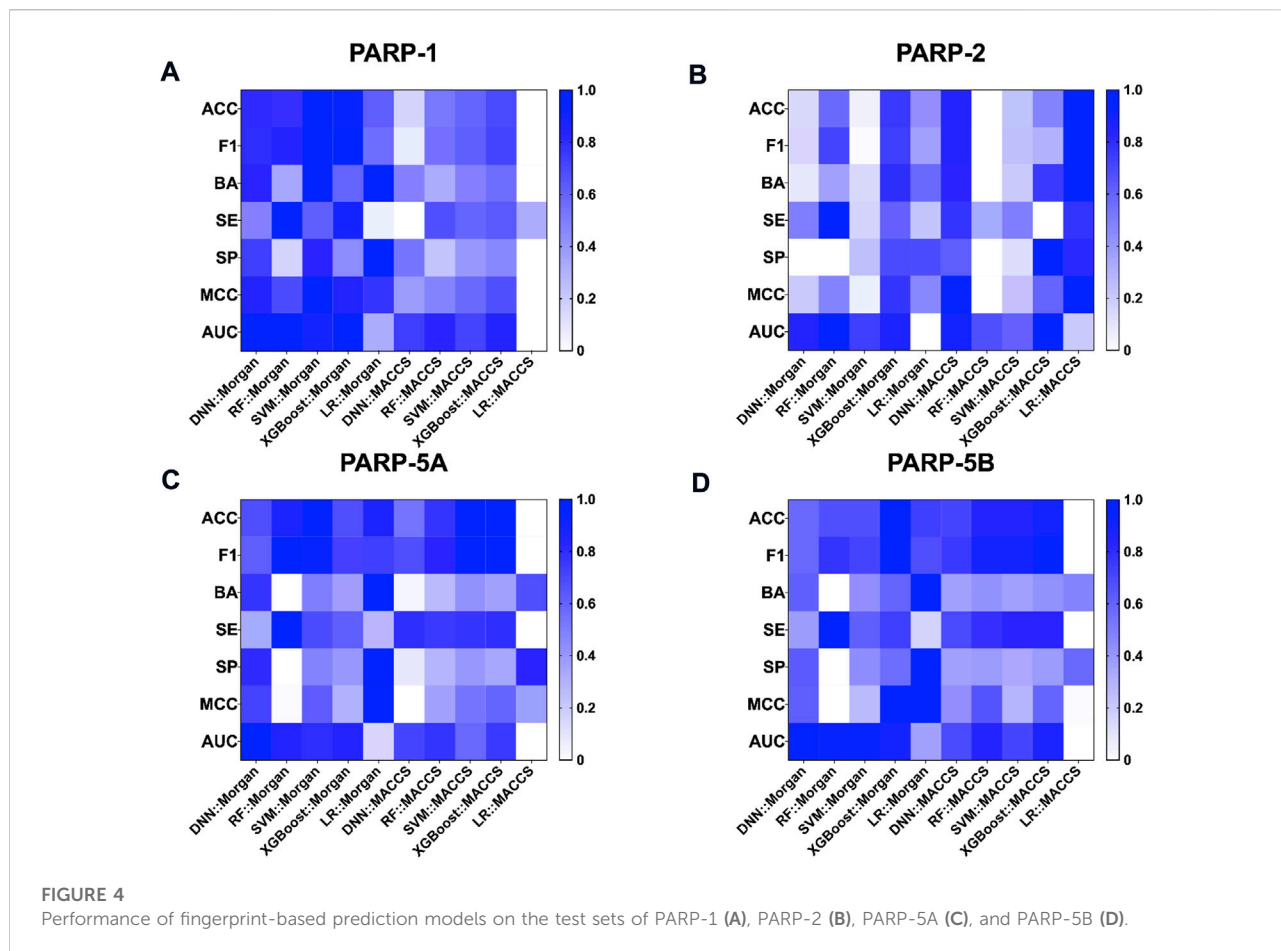 PARP-1
A
ACC
F1
BA
SE
SP
MCC
AUC
1.0
0.8
0.6
0.4
0.2
0
DNN::Morgan
RF::Morgan
SVM::Morgan
XGBoost::Morgan
LR::Morgan
DNN::MACCS
RF::MACCS
SVM::MACCS
XGBoost::MACCS
LR::MACCS
PARP-2
B
ACC
F1
BA
SE
SP
MCC
AUC
1.0
0.8
0.6
0.4
0.2
0
DNN::Morgan
RF::Morgan
SVM::Morgan
XGBoost::Morgan
LR::Morgan
DNN::MACCS
RF::MACCS
SVM::MACCS
XGBoost::MACCS
LR::MACCS
PARP-5A
C
ACC
F1
BA
SE
SP
MCC
AUC
1.0
0.8
0.6
0.4
0.2
0
DNN::Morgan
RF::Morgan
SVM::Morgan
XGBoost::Morgan
LR::Morgan
DNN::MACCS
RF::MACCS
SVM::MACCS
XGBoost::MACCS
LR::MACCS
PARP-5B
D
ACC
F1
BA
SE
SP
MCC
AUC
1.0
0.8
0.6
0.4
0.2
0
DNN::Morgan
RF::Morgan
SVM::Morgan
XGBoost::Morgan
LR::Morgan
DNN::MACCS
RF::MACCS
SVM::MACCS
XGBoost::MACCS
LR::MACCS
FIGURE 4
Performance of fingerprint-based prediction models on the test sets of PARP-1 (A), PARP-2 (B), PARP-5A (C), and PARP-5B (D).